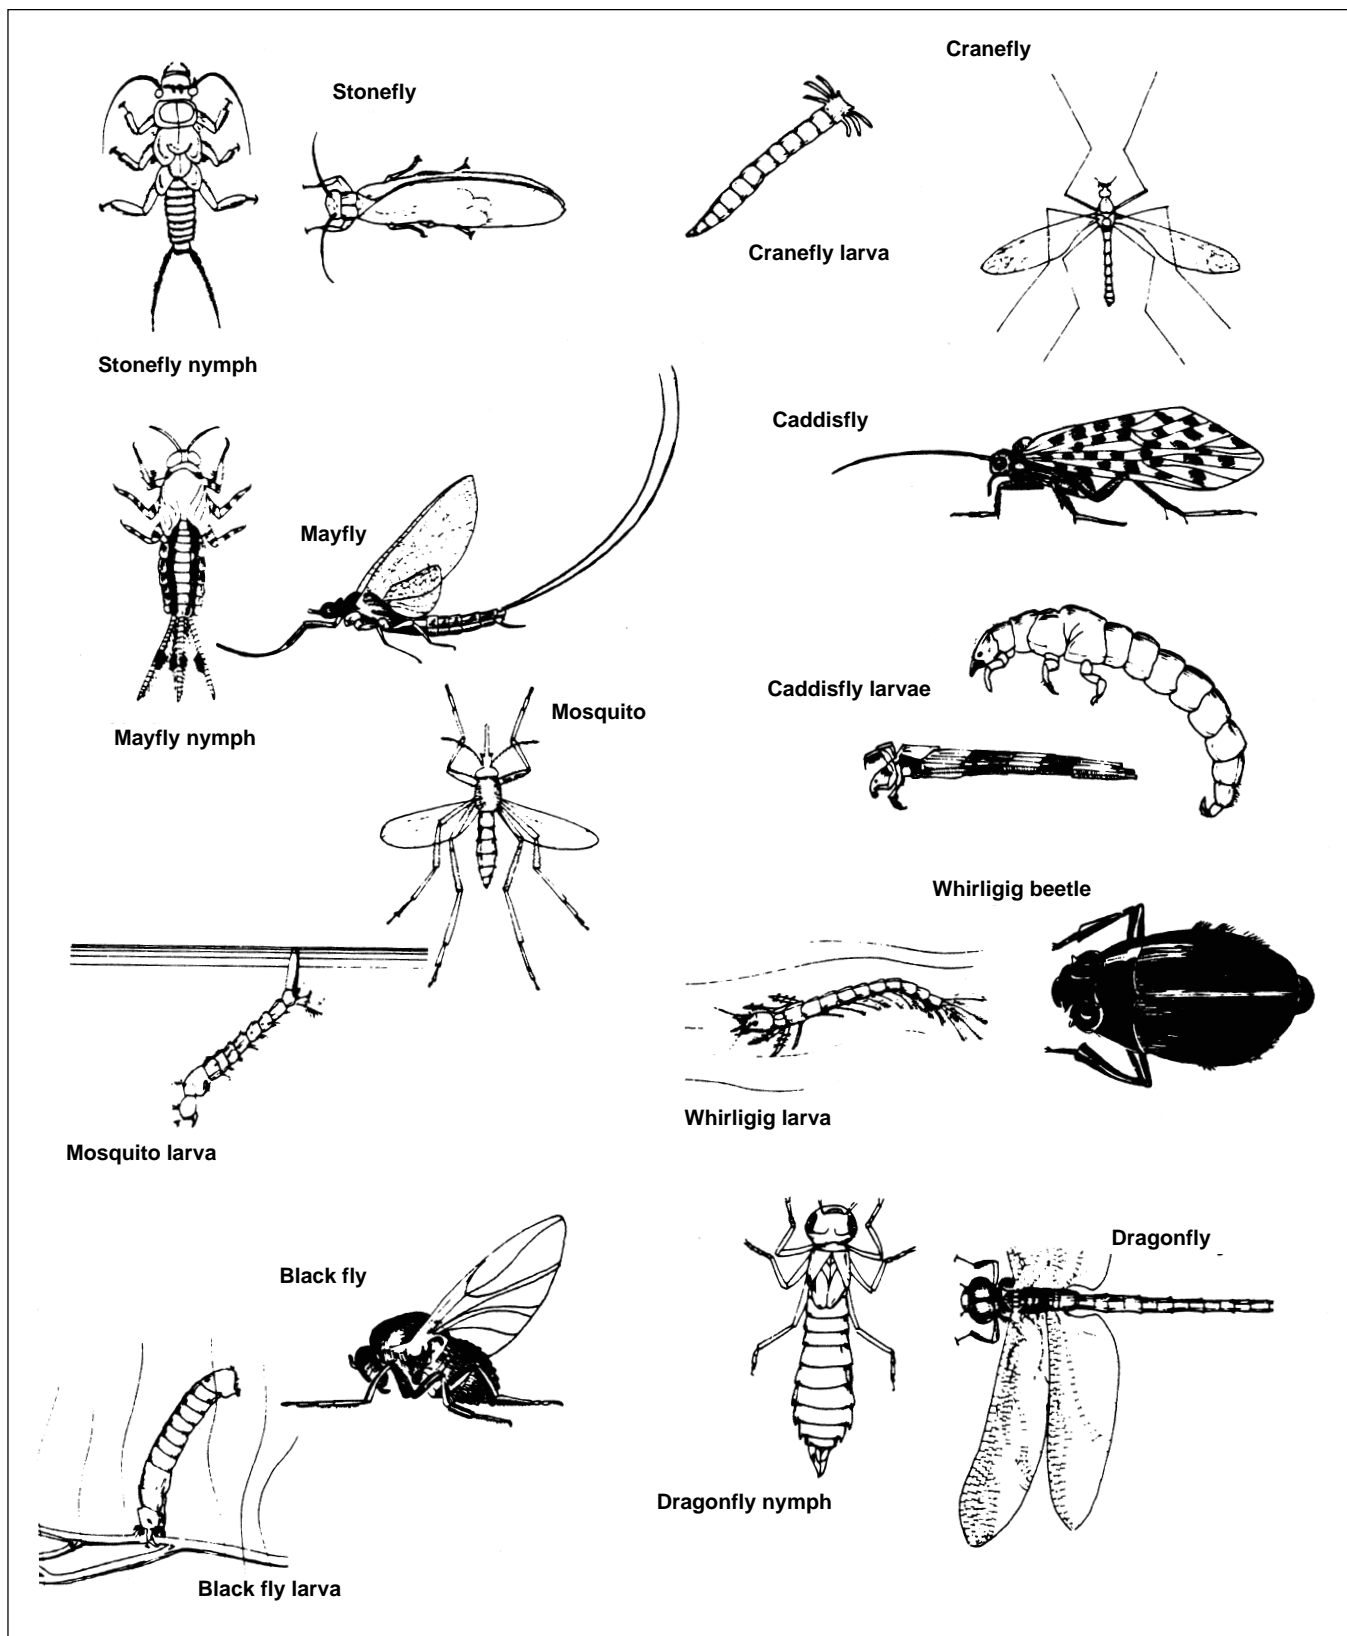 Cranefly
Stonefly
Cranefly larva
Stonefly nymph
Caddisfly
Mayfly
Caddisfly larvae
Mosquito
Mayfly nymph
Whirligig beetle
Whirligig larva
Mosquito larva
Dragonfly
Black fly
Dragonfly nymph
Black fly larva